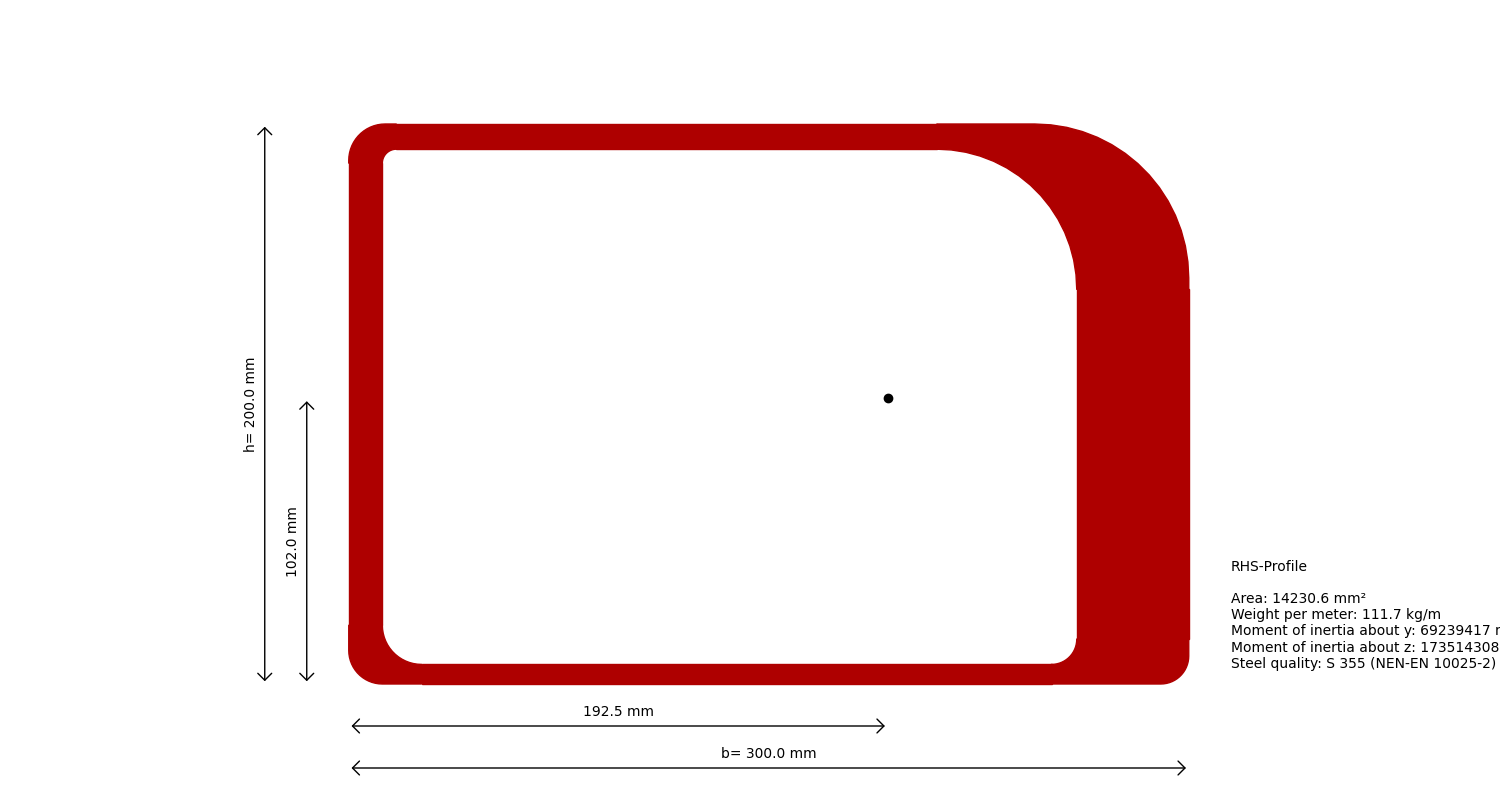 h= 200.0 mm
102.0 mm
192.5 mm
b= 300.0 mm
RHS-Profile
Area: 14230.6 mm²
Weight per meter: 111.7 kg/m
Moment of inertia about y: 69239417
Moment of inertia about z: 173514308
Steel quality: S 355 (NEN-EN 10025-2)